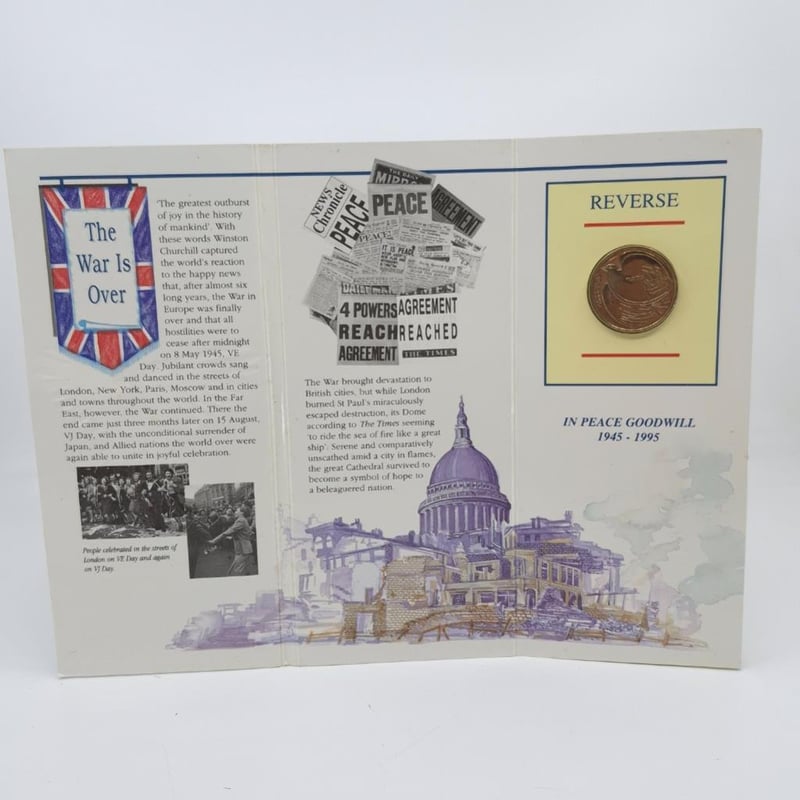 The
War Is
Over
'The greatest outburst
of joy in the history
of mankind'. With
these words Winston
Churchill captured
the world's reaction
to the happy news
that, after almost six
long years, the War in
Europe was finally
over and that all
hostilities were to
cease after midnight
on 8 May 1945, VE
Day. Jubilant crowds sang
and danced in the streets of
London, New York, Paris, Moscow and in cities
and towns throughout the world. In the Far
East, however, the War continued. There the
end came just three months later on 15 August,
VJ Day, with the unconditional surrender of
Japan, and Allied nations the world over were
again able to unite in joyful celebration.
People celebrated in the streets of
London on VE Day and again
on VJ Day.
NEWS
Chronicle
PEACE
PEACE
AGREEMENT
PEACE
IT IS PEACE
4 POWERS
REACH
AGREEMENT
AGREEMENT
REACHED
THE TIMES
The War brought devastation to
British cities, but while London
burned St Paul's miraculously
escaped destruction, its Dome
according to The Times seeming
'to ride the sea of fire like a great
ship'. Serene and comparatively
unscathed amid a city in flames,
the great Cathedral survived to
become a symbol of hope to
a beleaguered nation.
REVERSE
IN PEACE GOODWILL
1945 - 1995